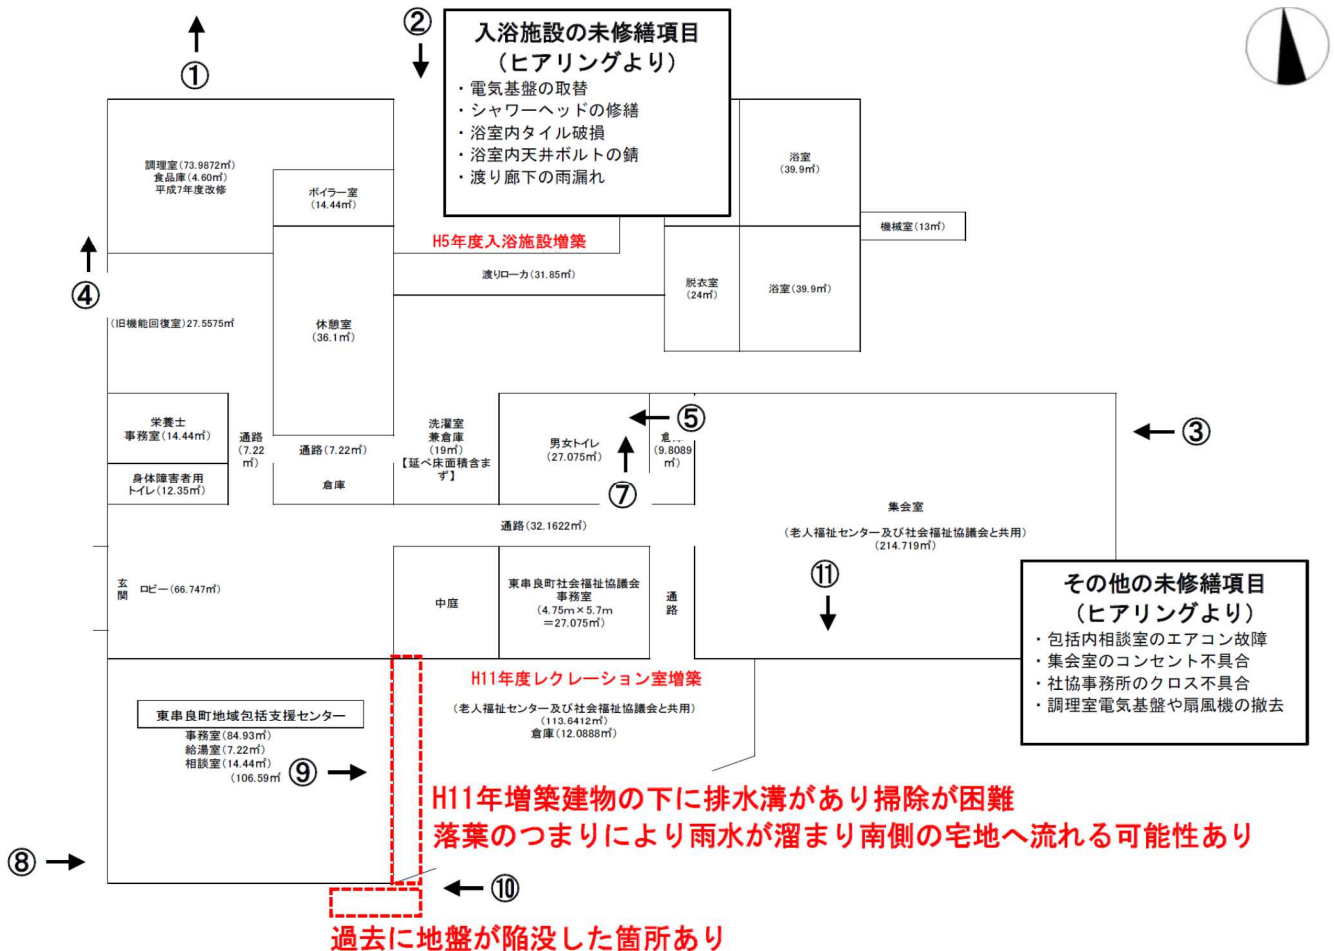 ①
②
入浴施設の未修繕項目
(ヒアリングより)
・電気基盤の取替
・シャワーヘッドの修繕
・浴室内タイル破損
・浴室内天井ボルトの錆
・渡り廊下の雨漏れ
調理室(73.9872㎡)
食品庫(4.60㎡)
平成7年度改修
ボイラー室
(14.44㎡)
浴室
(39.9㎡)
機械室(13㎡)
H5年度入浴施設増築
渡りローカ(31.85㎡)
脱衣室
(24㎡)
浴室(39.9㎡)
④
(旧機能回復室)27.5575㎡
休憩室
(36.1㎡)
栄養士
事務室(14.44㎡)
身体障害者用
トイレ(12.35㎡)
通路
(7.22
㎡)
通路(7.22㎡)
倉庫
洗濯室
兼倉庫
(19㎡)
【延べ床面積含ま
ず】
男女トイレ
(27.075㎡)
⑤
⑦
倉
(9.8089
㎡)
③
集会室
(老人福祉センター及び社会福祉協議会と共用)
(214.719㎡)
通路(32.1622㎡)
玄
関
ロビー(66.747㎡)
中庭
東串良町社会福祉協議会
事務室
(4.75m×5.7m
=27.075㎡)
通
路
⑪
その他の未修繕項目
(ヒアリングより)
・包括内相談室のエアコン故障
・集会室のコンセント不具合
・社協事務所のクロス不具合
・調理室電気基盤や扇風機の撤去
H11年度レクレーション室増築
(老人福祉センター及び社会福祉協議会と共用)
(113.6412㎡)
倉庫(12.0888㎡)
東串良町地域包括支援センター
事務室(84.93㎡)
給湯室(7.22㎡)
相談室(14.44㎡)
(106.59㎡
⑨
H11年増築建物の下に排水溝があり掃除が困難
落葉のつまりにより雨水が溜まり南側の宅地へ流れる可能性あり
⑧
⑩
過去に地盤が陥没した箇所あり